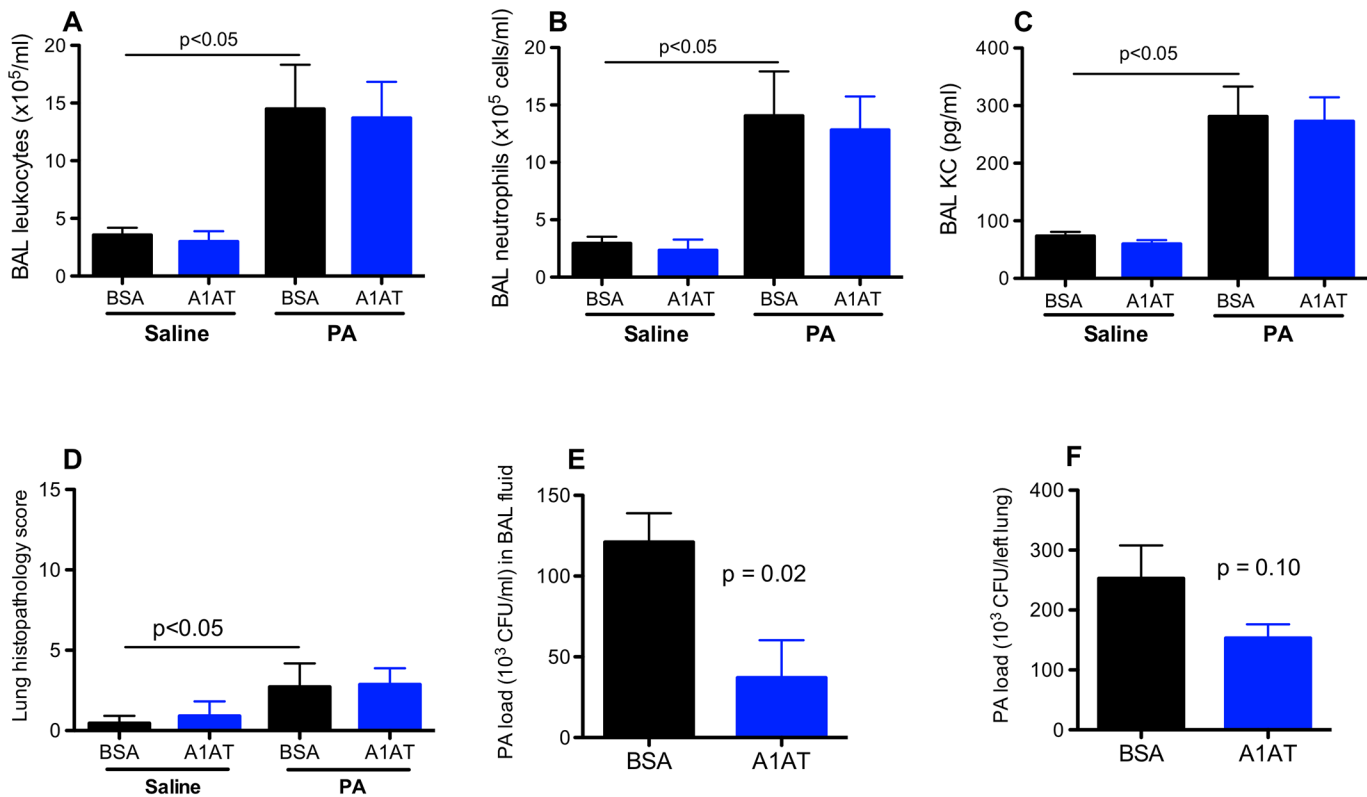 A
BAL leukocytes (x10⁵/ml)
20
15
10
5
0
p<0.05
BSA A1AT BSA A1AT
Saline PA
B
BAL neutrophils (x10⁵ cells/ml)
20
15
10
5
0
p<0.05
BSA A1AT BSA A1AT
Saline PA
C
BAL KC (pg/ml)
400
300
200
100
0
p<0.05
BSA A1AT BSA A1AT
Saline PA
D
Lung histopathology score
15
10
5
0
p<0.05
BSA A1AT BSA A1AT
Saline PA
E
PA load (10³ CFU/ml) in BAL fluid
150
100
50
0
p = 0.02
BSA A1AT
F
PA load (10³ CFU/left lung)
400
300
200
100
0
p = 0.10
BSA A1AT